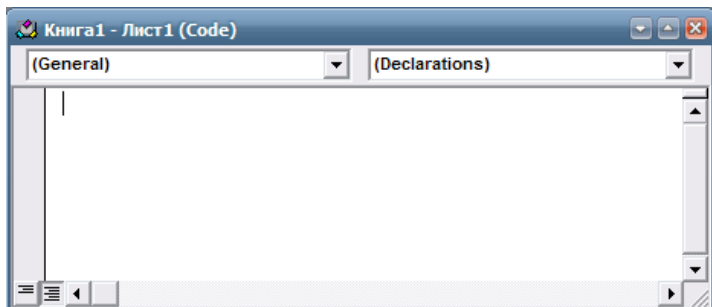 Книга1 - Лист1 (Code)
(General) (Declarations)